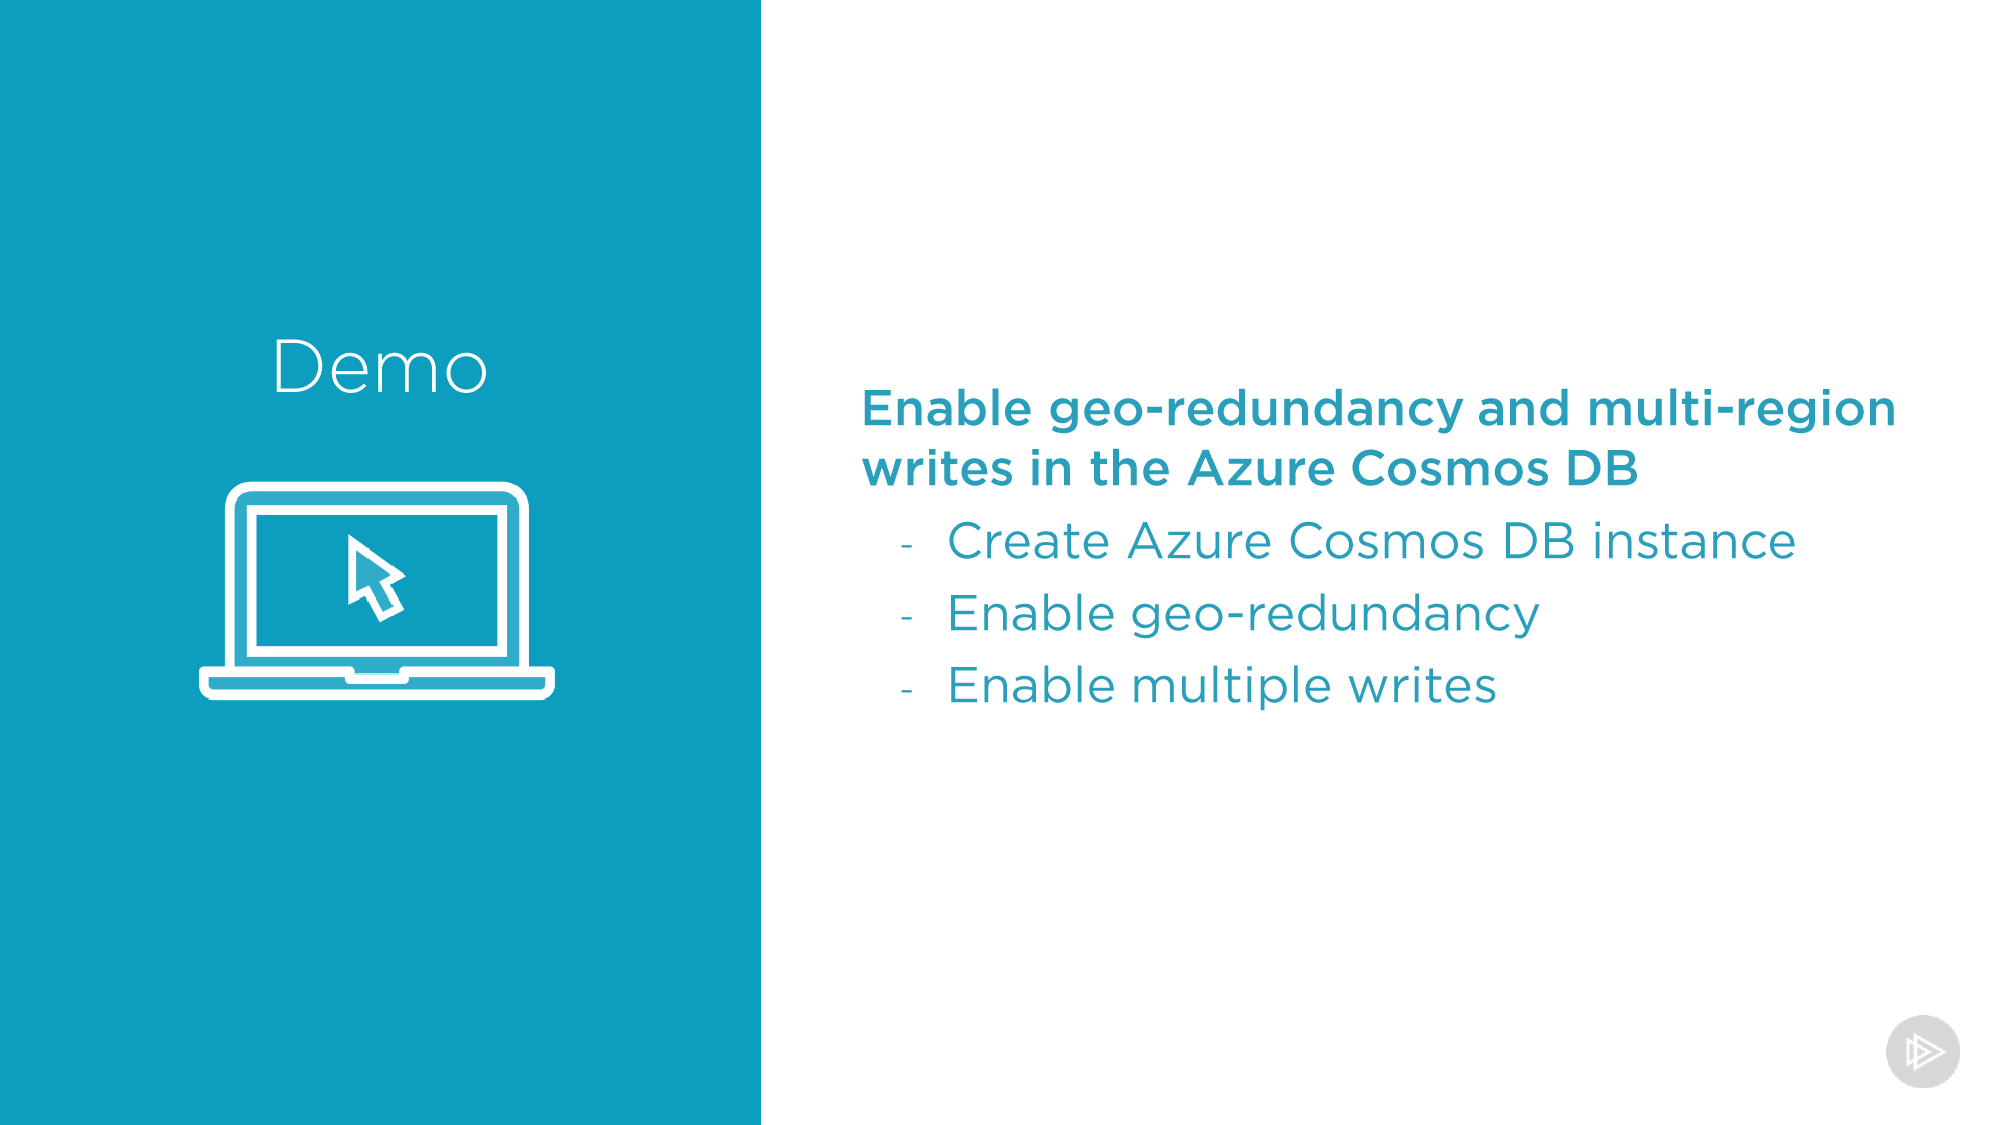 Demo
Enable geo-redundancy and multi-region
writes in the Azure Cosmos DB
- Create Azure Cosmos DB instance
- Enable geo-redundancy
- Enable multiple writes